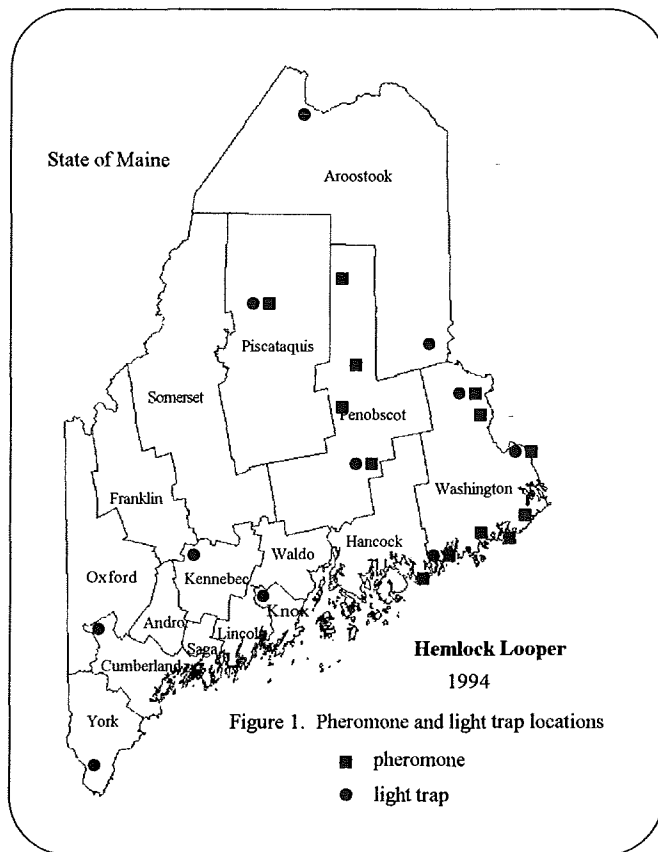 State of Maine
Aroostook
Piscataquis
Somerset
Penobscot
Franklin
Washington
Hancock
Waldo
Oxford
Kennebec
Knox
Andro
Lincoln
Saga
Cumberland
York
Hemlock Looper
1994
Figure 1. Pheromone and light trap locations
pheromone
light trap